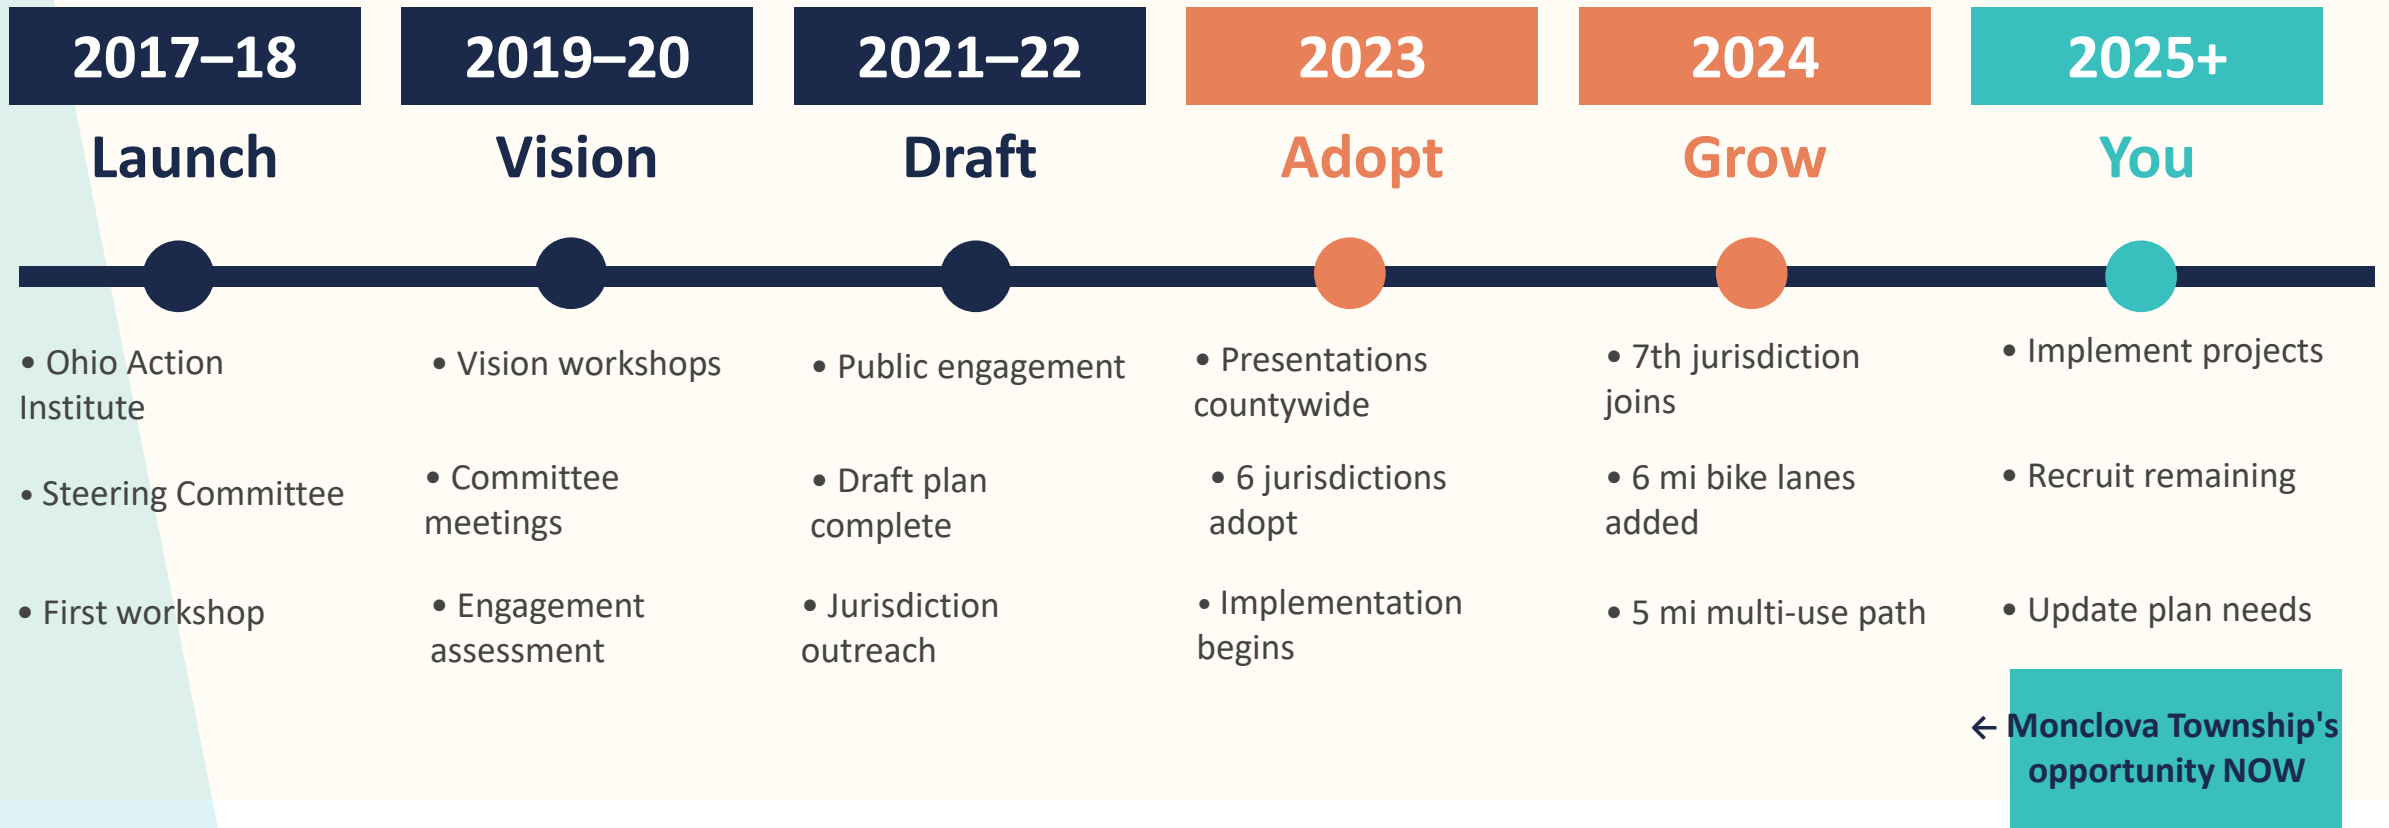 2017–18
Launch
• Ohio Action
Institute
• Steering Committee
• First workshop
2019–20
Vision
• Vision workshops
• Committee
meetings
• Engagement
assessment
2021–22
Draft
• Public engagement
• Draft plan
complete
• Jurisdiction
outreach
2023
Adopt
• Presentations
countywide
• 6 jurisdictions
adopt
• Implementation
begins
2024
Grow
• 7th jurisdiction
joins
• 6 mi bike lanes
added
• 5 mi multi-use path
2025+
You
• Implement projects
• Recruit remaining
• Update plan needs
← Monclova Township's
opportunity NOW